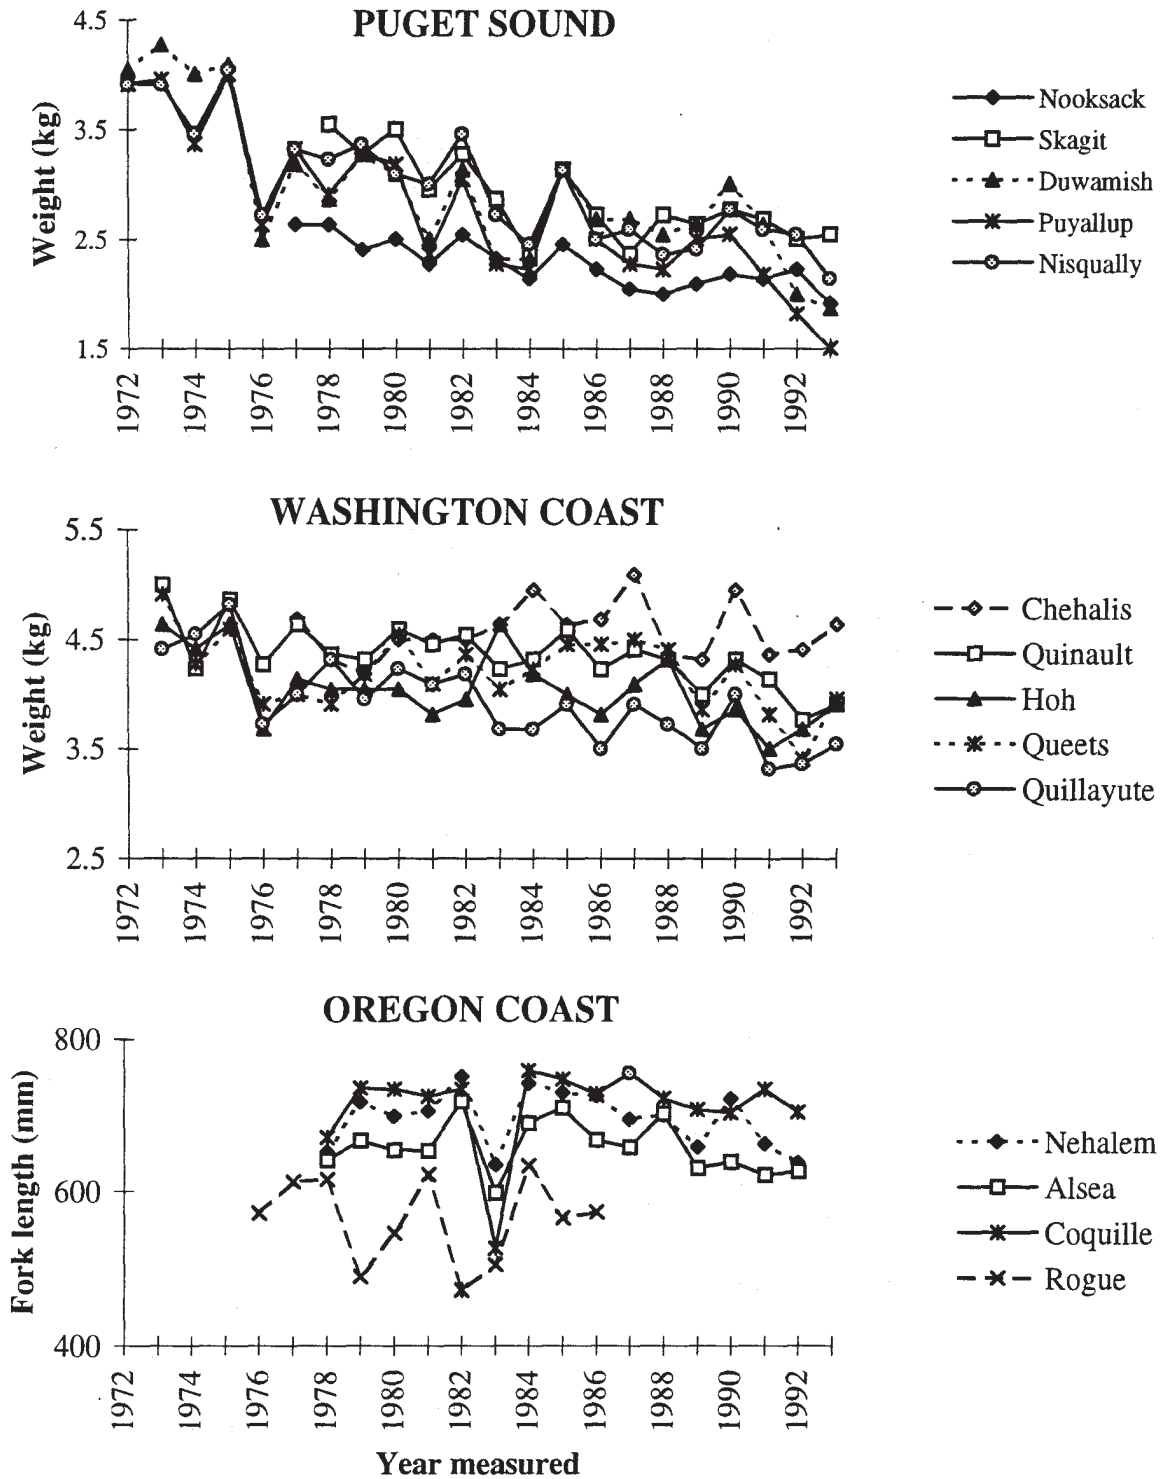 PUGET SOUND
Weight (kg)
4.5
3.5
2.5
1.5
1972
1974
1976
1978
1980
1982
1984
1986
1988
1990
1992
Nooksack
Skagit
Duwamish
Puyallup
Nisqually
WASHINGTON COAST
Weight (kg)
5.5
4.5
3.5
2.5
1972
1974
1976
1978
1980
1982
1984
1986
1988
1990
1992
Chehalis
Quinault
Hoh
Queets
Quillayute
OREGON COAST
Fork length (mm)
800
600
400
1972
1974
1976
1978
1980
1982
1984
1986
1988
1990
1992
Nehalem
Alsea
Coquille
Rogue
Year measured